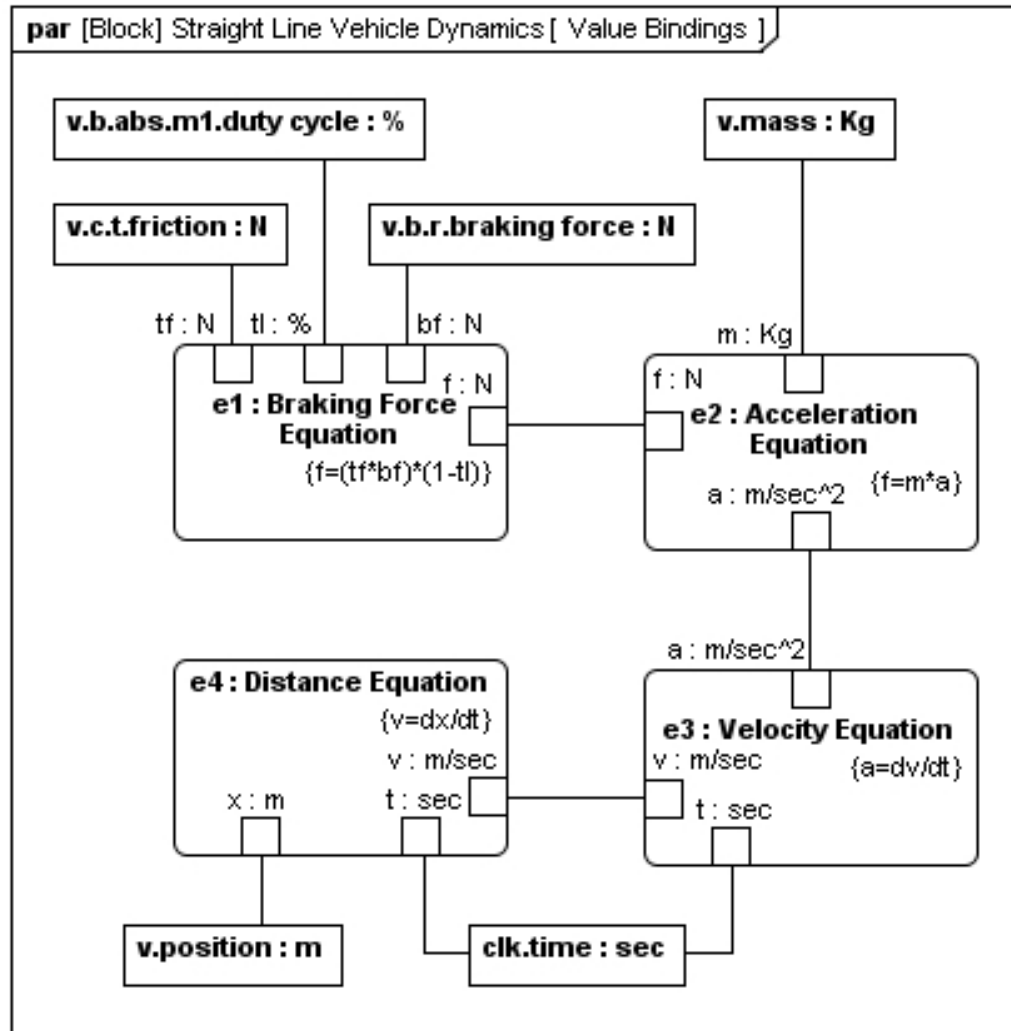 par [Block] Straight Line Vehicle Dynamics [ Value Bindings ]
v.b.abs.m1.duty cycle : %
v.mass : Kg
v.c.t.friction : N
v.b.r.braking force : N
tf : N
tl : %
bf : N
m : Kg
f : N
e1 : Braking Force
Equation
{f=(tf*bf)*(1-tl)}
f : N
e2 : Acceleration
Equation
{f=m*a}
a : m/sec^2
a : m/sec^2
e4 : Distance Equation
{v=dx/dt}
v : m/sec
x : m
t : sec
e3 : Velocity Equation
v : m/sec
{a=dv/dt}
t : sec
v.position : m
clk.time : sec